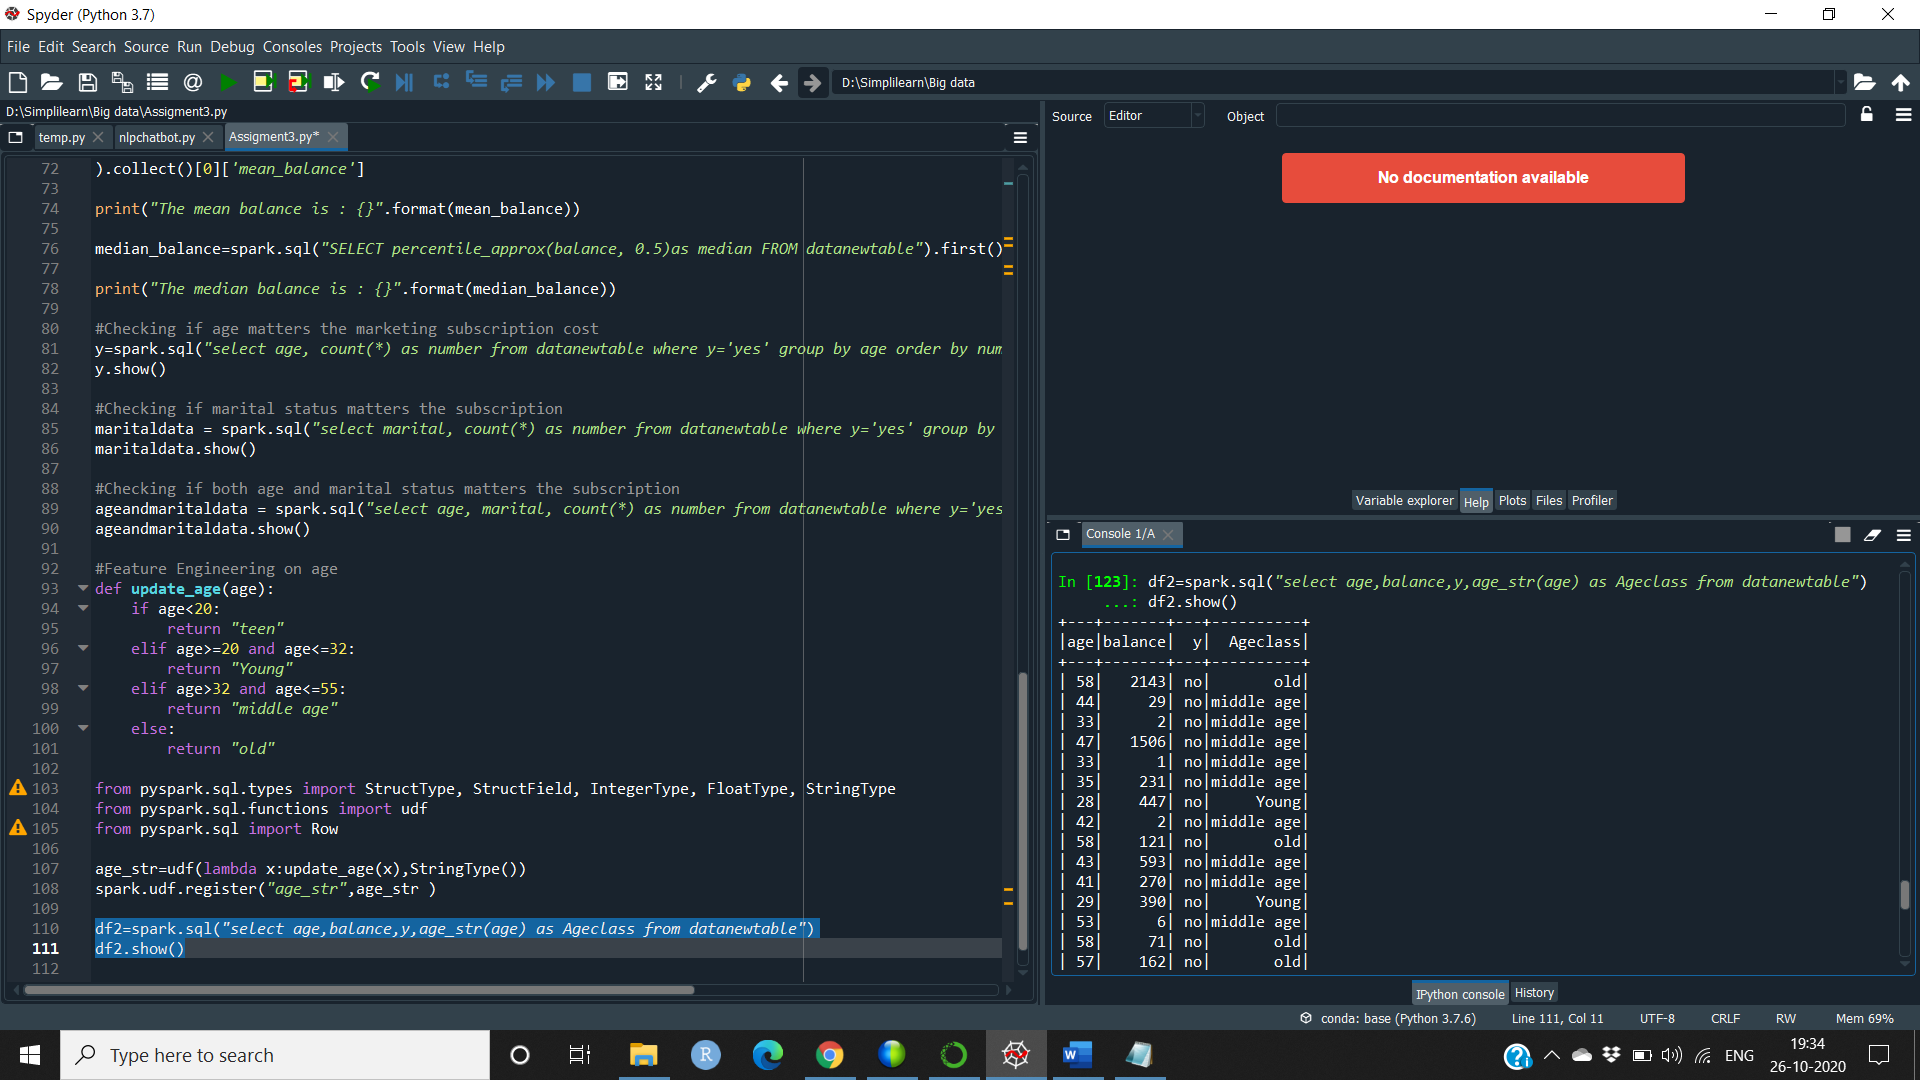 Spyder (Python 3.7)
File Edit Search Source Run Debug Consoles Projects Tools View Help
D:\Simplilearn\Big data
D:\Simplilearn\Big data\Assigment3.py
temp.py nlpchatbot.py Assigment3.py*
72 ).collect()[0]['mean_balance']
73
74 print("The mean balance is : {}".format(mean_balance))
75
76 median_balance=spark.sql("SELECT percentile_approx(balance, 0.5)as median FROM datanewtable").first()
77
78 print("The median balance is : {}".format(median_balance))
79
80 #Checking if age matters the marketing subscription cost
81 y=spark.sql("select age, count(*) as number from datanewtable where y='yes' group by age order by num
82 y.show()
83
84 #Checking if marital status matters the subscription
85 maritaldata = spark.sql("select marital, count(*) as number from datanewtable where y='yes' group by
86 maritaldata.show()
87
88 #Checking if both age and marital status matters the subscription
89 ageandmaritaldata = spark.sql("select age, marital, count(*) as number from datanewtable where y='yes
90 ageandmaritaldata.show()
91
92 #Feature Engineering on age
93 def update_age(age):
94 if age<20:
95 return "teen"
96 elif age>=20 and age<=32:
97 return "Young"
98 elif age>32 and age<=55:
99 return "middle age"
100 else:
101 return "old"
102
103 from pyspark.sql.types import StructType, StructField, IntegerType, FloatType, StringType
104 from pyspark.sql.functions import udf
105 from pyspark.sql import Row
106
107 age_str=udf(lambda x:update_age(x),StringType())
108 spark.udf.register("age_str",age_str )
109
110 df2=spark.sql("select age,balance,y,age_str(age) as Ageclass from datanewtable")
111 df2.show()
112
Source Editor Object
No documentation available
Variable explorer Help Plots Files Profiler
Console 1/A
In [123]: df2=spark.sql("select age,balance,y,age_str(age) as Ageclass from datanewtable")
...: df2.show()
+---+-------+---+----------+
|age|balance|  y|  Ageclass|
+---+-------+---+----------+
| 58|   2143| no|       old|
| 44|     29| no|middle age|
| 33|      2| no|middle age|
| 47|   1506| no|middle age|
| 33|      1| no|middle age|
| 35|    231| no|middle age|
| 28|    447| no|     Young|
| 42|      2| no|middle age|
| 58|    121| no|       old|
| 43|    593| no|middle age|
| 41|    270| no|middle age|
| 29|    390| no|     Young|
| 53|      6| no|middle age|
| 58|     71| no|       old|
| 57|    162| no|       old|
IPython console History
conda: base (Python 3.7.6) Line 111, Col 11 UTF-8 CRLF RW Mem 69%
Type here to search
ENG
19:34
26-10-2020